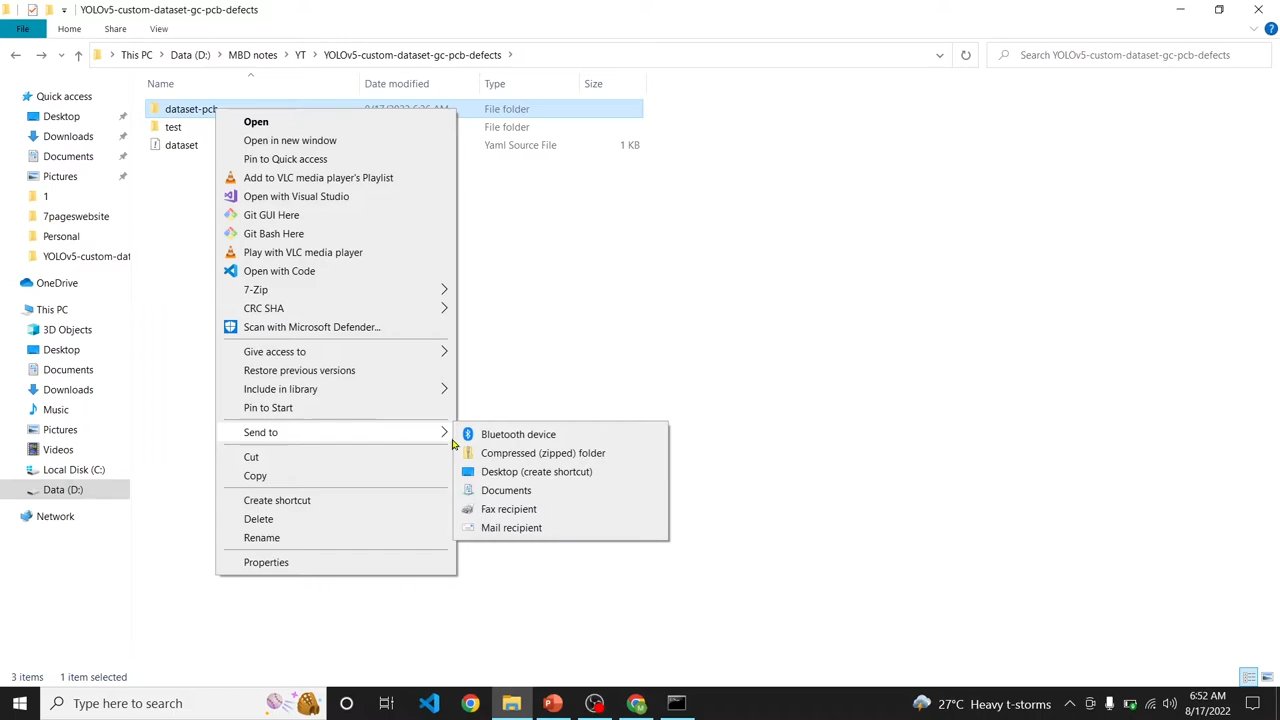 YOLOv5-custom-dataset-gc-pcb-defects
File
Home
Share
View
This PC
Data (D:)
MBD notes
YT
YOLOv5-custom-dataset-gc-pcb-defects
Search YOLOv5-custom-dataset-gc-pcb-defects
Name
Date modified
Type
Size
dataset-pcb
8/17/2022 6:36 AM
File folder
test
File folder
dataset
Yaml Source File
1 KB
Quick access
Desktop
Downloads
Documents
Pictures
1
7pageswebsite
Personal
YOLOv5-custom-dat
OneDrive
This PC
3D Objects
Desktop
Documents
Downloads
Music
Pictures
Videos
Local Disk (C:)
Data (D:)
Network
Open
Open in new window
Pin to Quick access
Add to VLC media player's Playlist
Open with Visual Studio
Git GUI Here
Git Bash Here
Play with VLC media player
Open with Code
7-Zip
CRC SHA
Scan with Microsoft Defender...
Give access to
Restore previous versions
Include in library
Pin to Start
Send to
Cut
Copy
Create shortcut
Delete
Rename
Properties
Bluetooth device
Compressed (zipped) folder
Desktop (create shortcut)
Documents
Fax recipient
Mail recipient
3 items
1 item selected
Type here to search
27°C Heavy t-storms
6:52 AM
8/17/2022